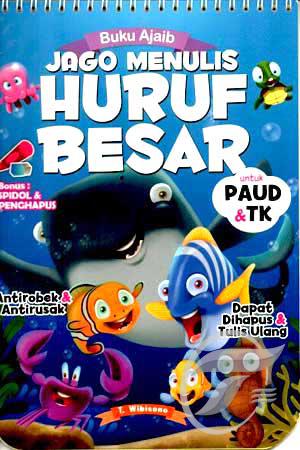 Buku Ajaib
JAGO MENULIS
HURUF
BESAR
untuk
PAUD
& TK
Bonus :
SPIDOL &
PENGHAPUS
Antirobek &
Antirusak
Dapat
Dihapus &
Tulis Ulang
T. Wibisono